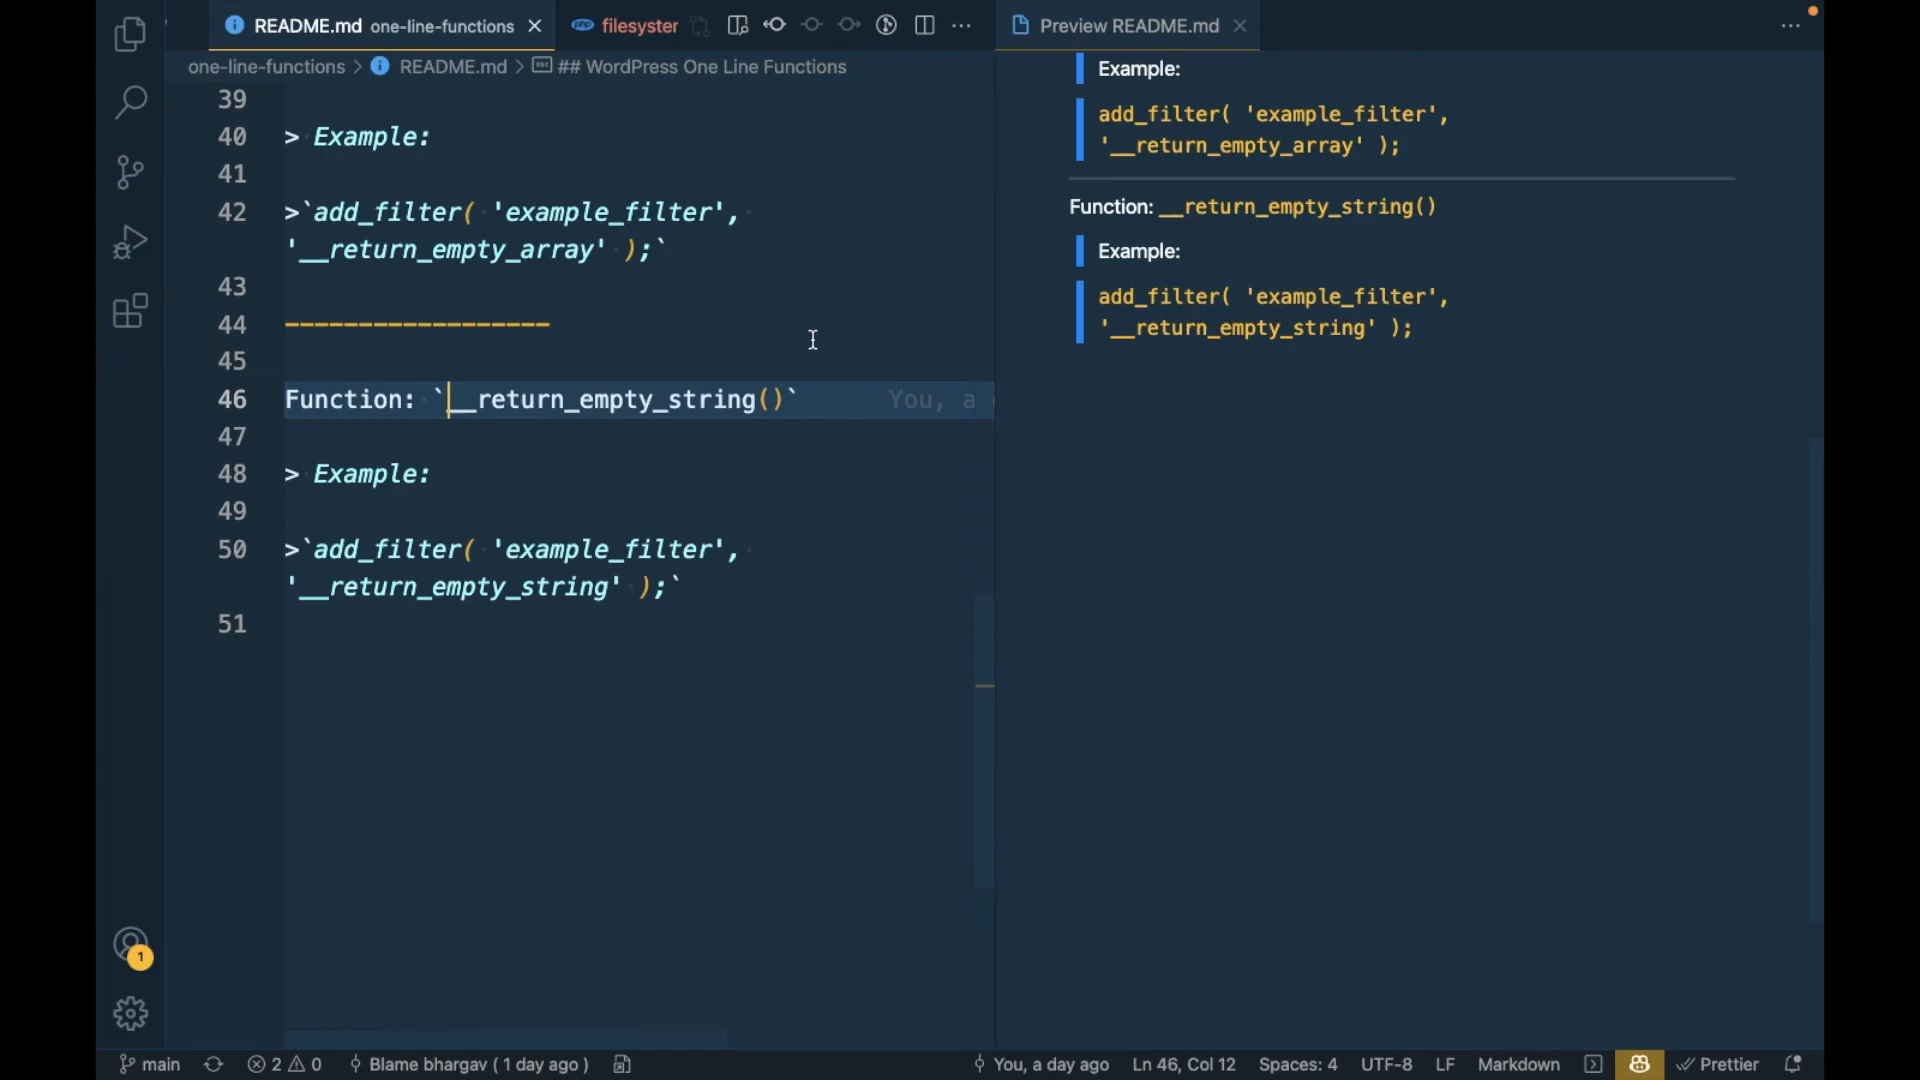 README.md one-line-functions
filesyster
Preview README.md
one-line-functions > README.md > ## WordPress One Line Functions
39
40 > Example:
41
42 >`add_filter( 'example_filter',
'__return_empty_array' );`
43
44 ------------------
45
46 Function: `__return_empty_string()` You, a
47
48 > Example:
49
50 >`add_filter( 'example_filter',
'__return_empty_string' );`
51
Example:
add_filter( 'example_filter',
'__return_empty_array' );
Function: __return_empty_string()
Example:
add_filter( 'example_filter',
'__return_empty_string' );
1
main 2 0 Blame bhargav ( 1 day ago ) You, a day ago Ln 46, Col 12 Spaces: 4 UTF-8 LF Markdown Prettier